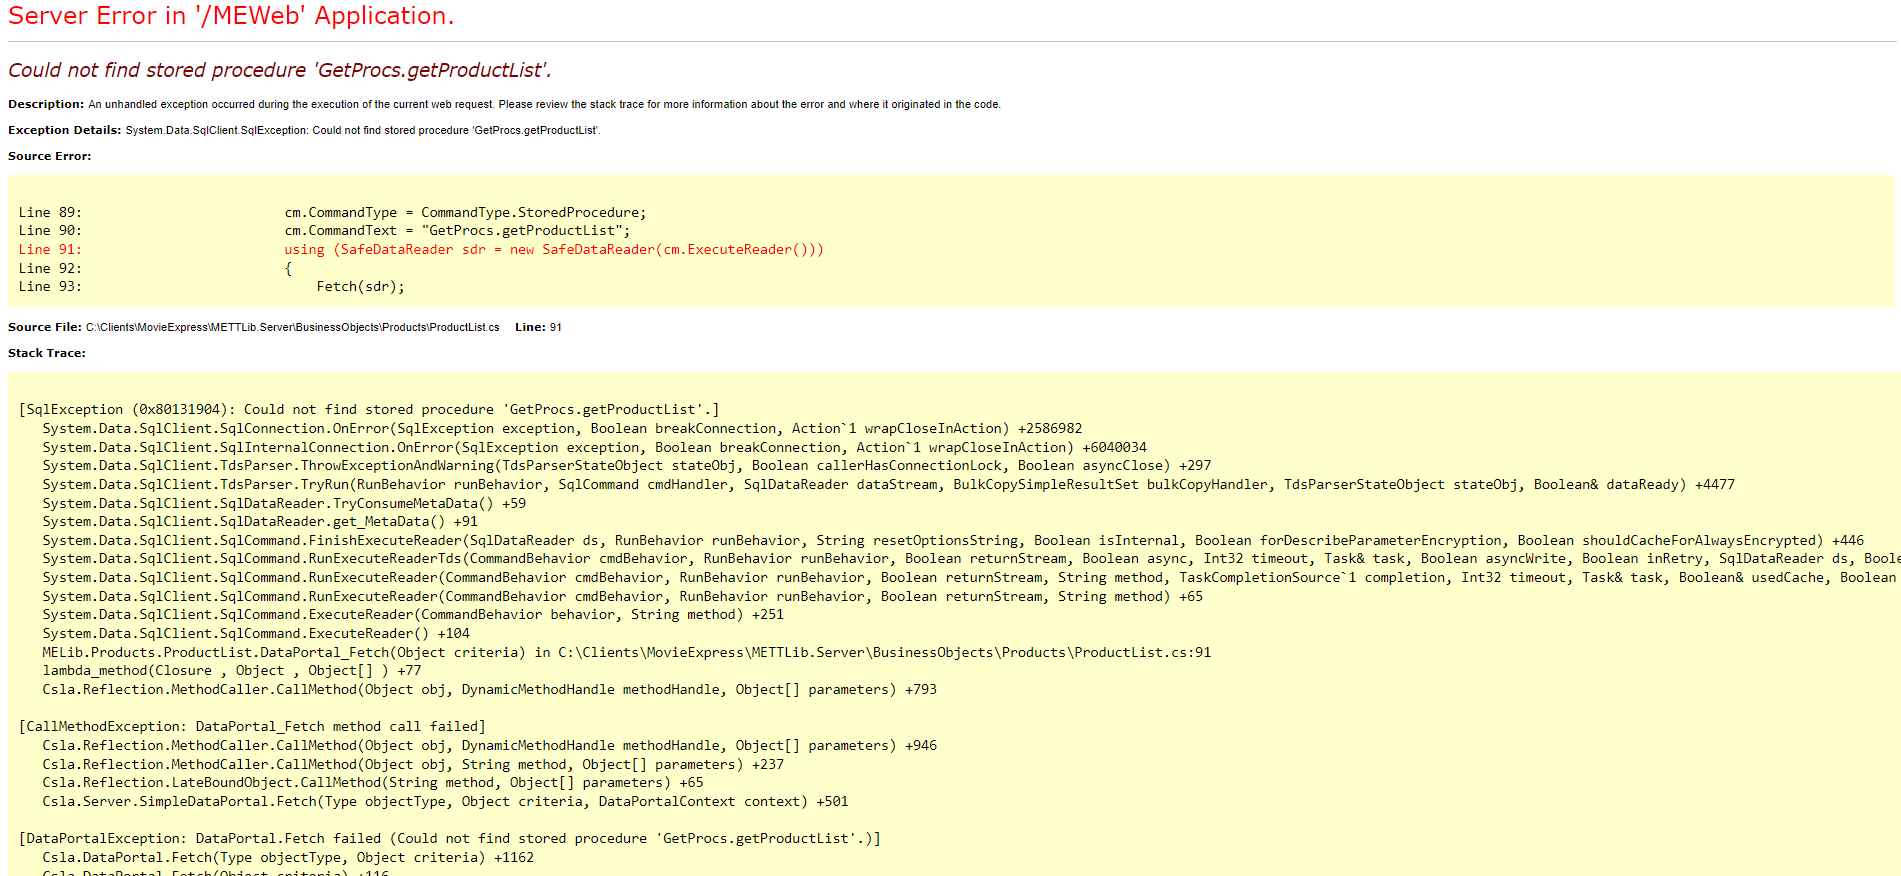 Server Error in '/MEWeb' Application.
Could not find stored procedure 'GetProcs.getProductList'.
Description: An unhandled exception occurred during the execution of the current web request. Please review the stack trace for more information about the error and where it originated in the code.
Exception Details: System.Data.SqlClient.SqlException: Could not find stored procedure 'GetProcs.getProductList'.
Source Error:
Line 89:                         cm.CommandType = CommandType.StoredProcedure;
Line 90:                         cm.CommandText = "GetProcs.getProductList";
Line 91:                         using (SafeDataReader sdr = new SafeDataReader(cm.ExecuteReader()))
Line 92:                         {
Line 93:                             Fetch(sdr);
Source File: C:\Clients\MovieExpress\METTLib.Server\BusinessObjects\Products\ProductList.cs    Line: 91
Stack Trace:
[SqlException (0x80131904): Could not find stored procedure 'GetProcs.getProductList'.]
System.Data.SqlClient.SqlConnection.OnError(SqlException exception, Boolean breakConnection, Action`1 wrapCloseInAction) +2586982
System.Data.SqlClient.SqlInternalConnection.OnError(SqlException exception, Boolean breakConnection, Action`1 wrapCloseInAction) +6040034
System.Data.SqlClient.TdsParser.ThrowExceptionAndWarning(TdsParserStateObject stateObj, Boolean callerHasConnectionLock, Boolean asyncClose) +297
System.Data.SqlClient.TdsParser.TryRun(RunBehavior runBehavior, SqlCommand cmdHandler, SqlDataReader dataStream, BulkCopySimpleResultSet bulkCopyHandler, TdsParserStateObject stateObj, Boolean& dataReady) +4477
System.Data.SqlClient.SqlDataReader.TryConsumeMetaData() +59
System.Data.SqlClient.SqlDataReader.get_MetaData() +91
System.Data.SqlClient.SqlCommand.FinishExecuteReader(SqlDataReader ds, RunBehavior runBehavior, String resetOptionsString, Boolean isInternal, Boolean forDescribeParameterEncryption, Boolean shouldCacheForAlwaysEncrypted) +446
System.Data.SqlClient.SqlCommand.RunExecuteReaderTds(CommandBehavior cmdBehavior, RunBehavior runBehavior, Boolean returnStream, Boolean async, Int32 timeout, Task& task, Boolean asyncWrite, Boolean inRetry, SqlDataReader ds,
System.Data.SqlClient.SqlCommand.RunExecuteReader(CommandBehavior cmdBehavior, RunBehavior runBehavior, Boolean returnStream, String method, TaskCompletionSource`1 completion, Int32 timeout, Task& task, Boolean& usedCache, Boolean
System.Data.SqlClient.SqlCommand.RunExecuteReader(CommandBehavior cmdBehavior, RunBehavior runBehavior, Boolean returnStream, String method) +65
System.Data.SqlClient.SqlCommand.ExecuteReader(CommandBehavior behavior, String method) +251
System.Data.SqlClient.SqlCommand.ExecuteReader() +104
MELib.Products.ProductList.DataPortal_Fetch(Object criteria) in C:\Clients\MovieExpress\METTLib.Server\BusinessObjects\Products\ProductList.cs:91
lambda_method(Closure , Object , Object[] ) +77
Csla.Reflection.MethodCaller.CallMethod(Object obj, DynamicMethodHandle methodHandle, Object[] parameters) +793
[CallMethodException: DataPortal_Fetch method call failed]
Csla.Reflection.MethodCaller.CallMethod(Object obj, DynamicMethodHandle methodHandle, Object[] parameters) +946
Csla.Reflection.MethodCaller.CallMethod(Object obj, String method, Object[] parameters) +237
Csla.Reflection.LateBoundObject.CallMethod(String method, Object[] parameters) +65
Csla.Server.SimpleDataPortal.Fetch(Type objectType, Object criteria, DataPortalContext context) +501
[DataPortalException: DataPortal.Fetch failed (Could not find stored procedure 'GetProcs.getProductList'.)]
Csla.DataPortal.Fetch(Type objectType, Object criteria) +1162
Csla.DataPortal.Fetch(Object criteria) +116